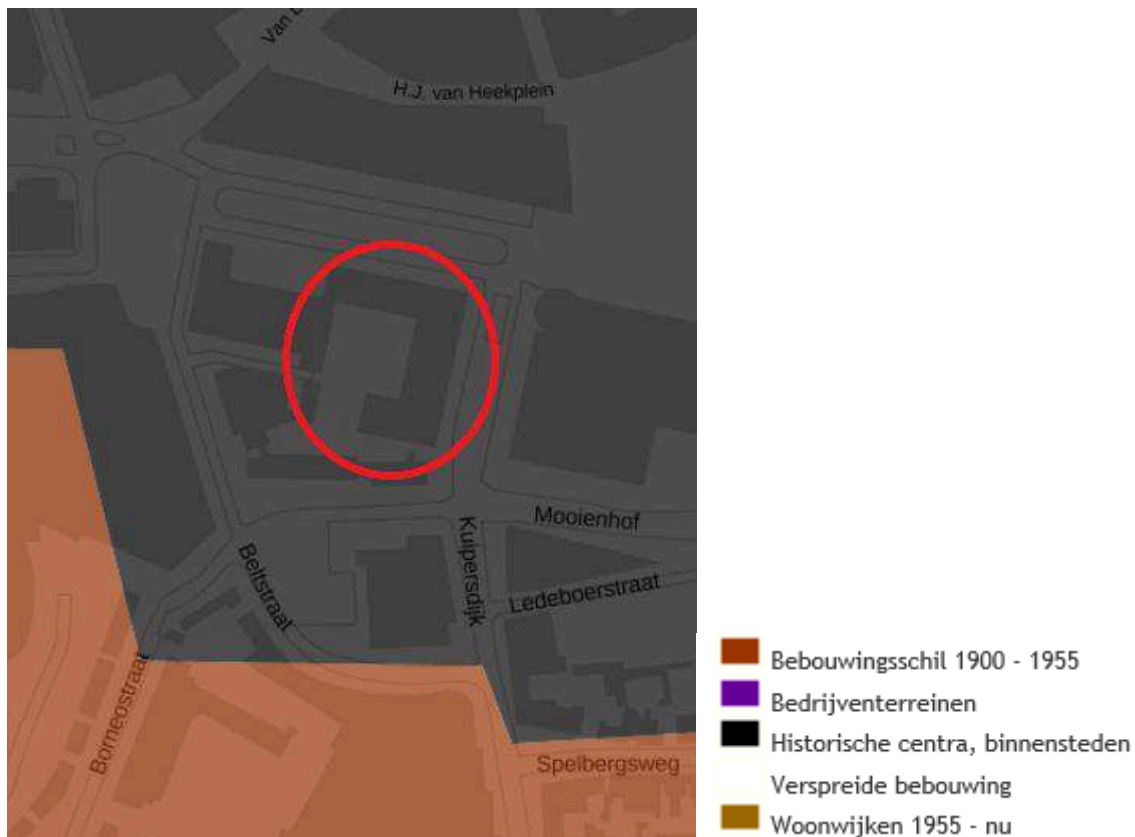 Van
H.J. van Heekplein
Mooienhof
Kuipersdijk
Ledeboerstraat
Beltstraat
Borneostraat
Spelbergsweg
Bebouwingsschil 1900 - 1955
Bedrijventerreinen
Historische centra, binnensteden
Verspreide bebouwing
Woonwijken 1955 - nu